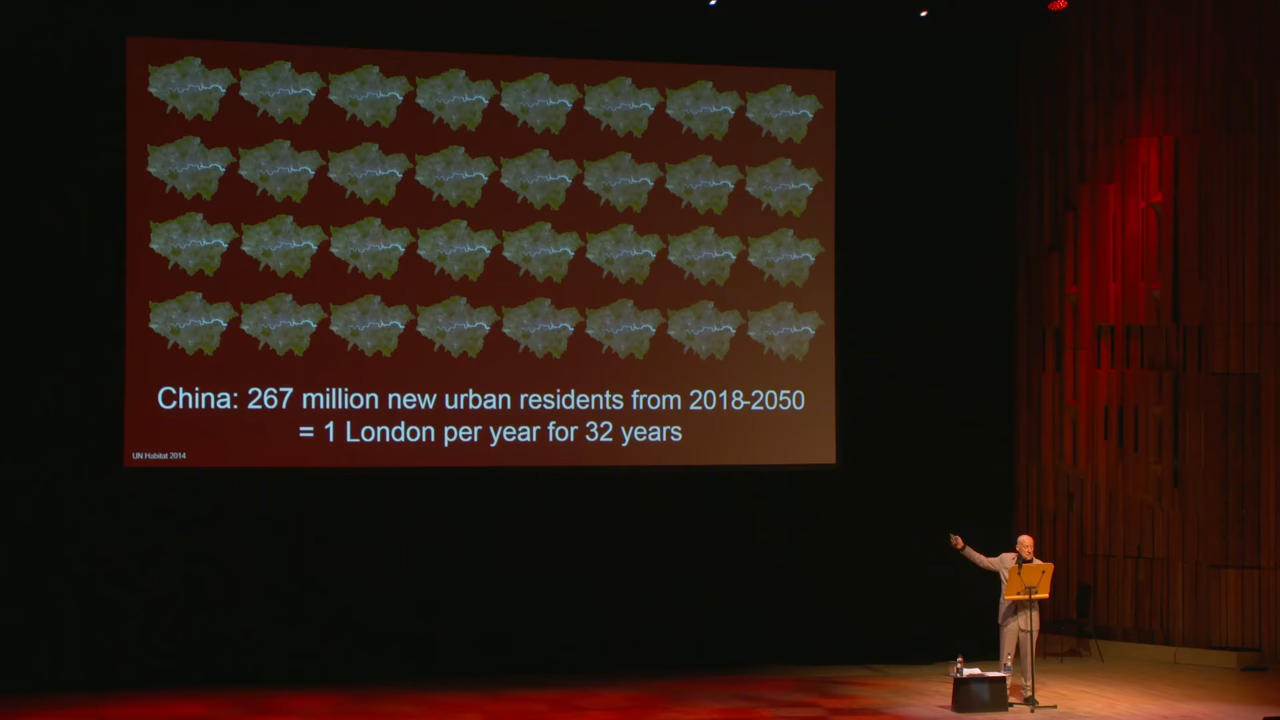 China: 267 million new urban residents from 2018-2050
= 1 London per year for 32 years
UN Habitat 2014